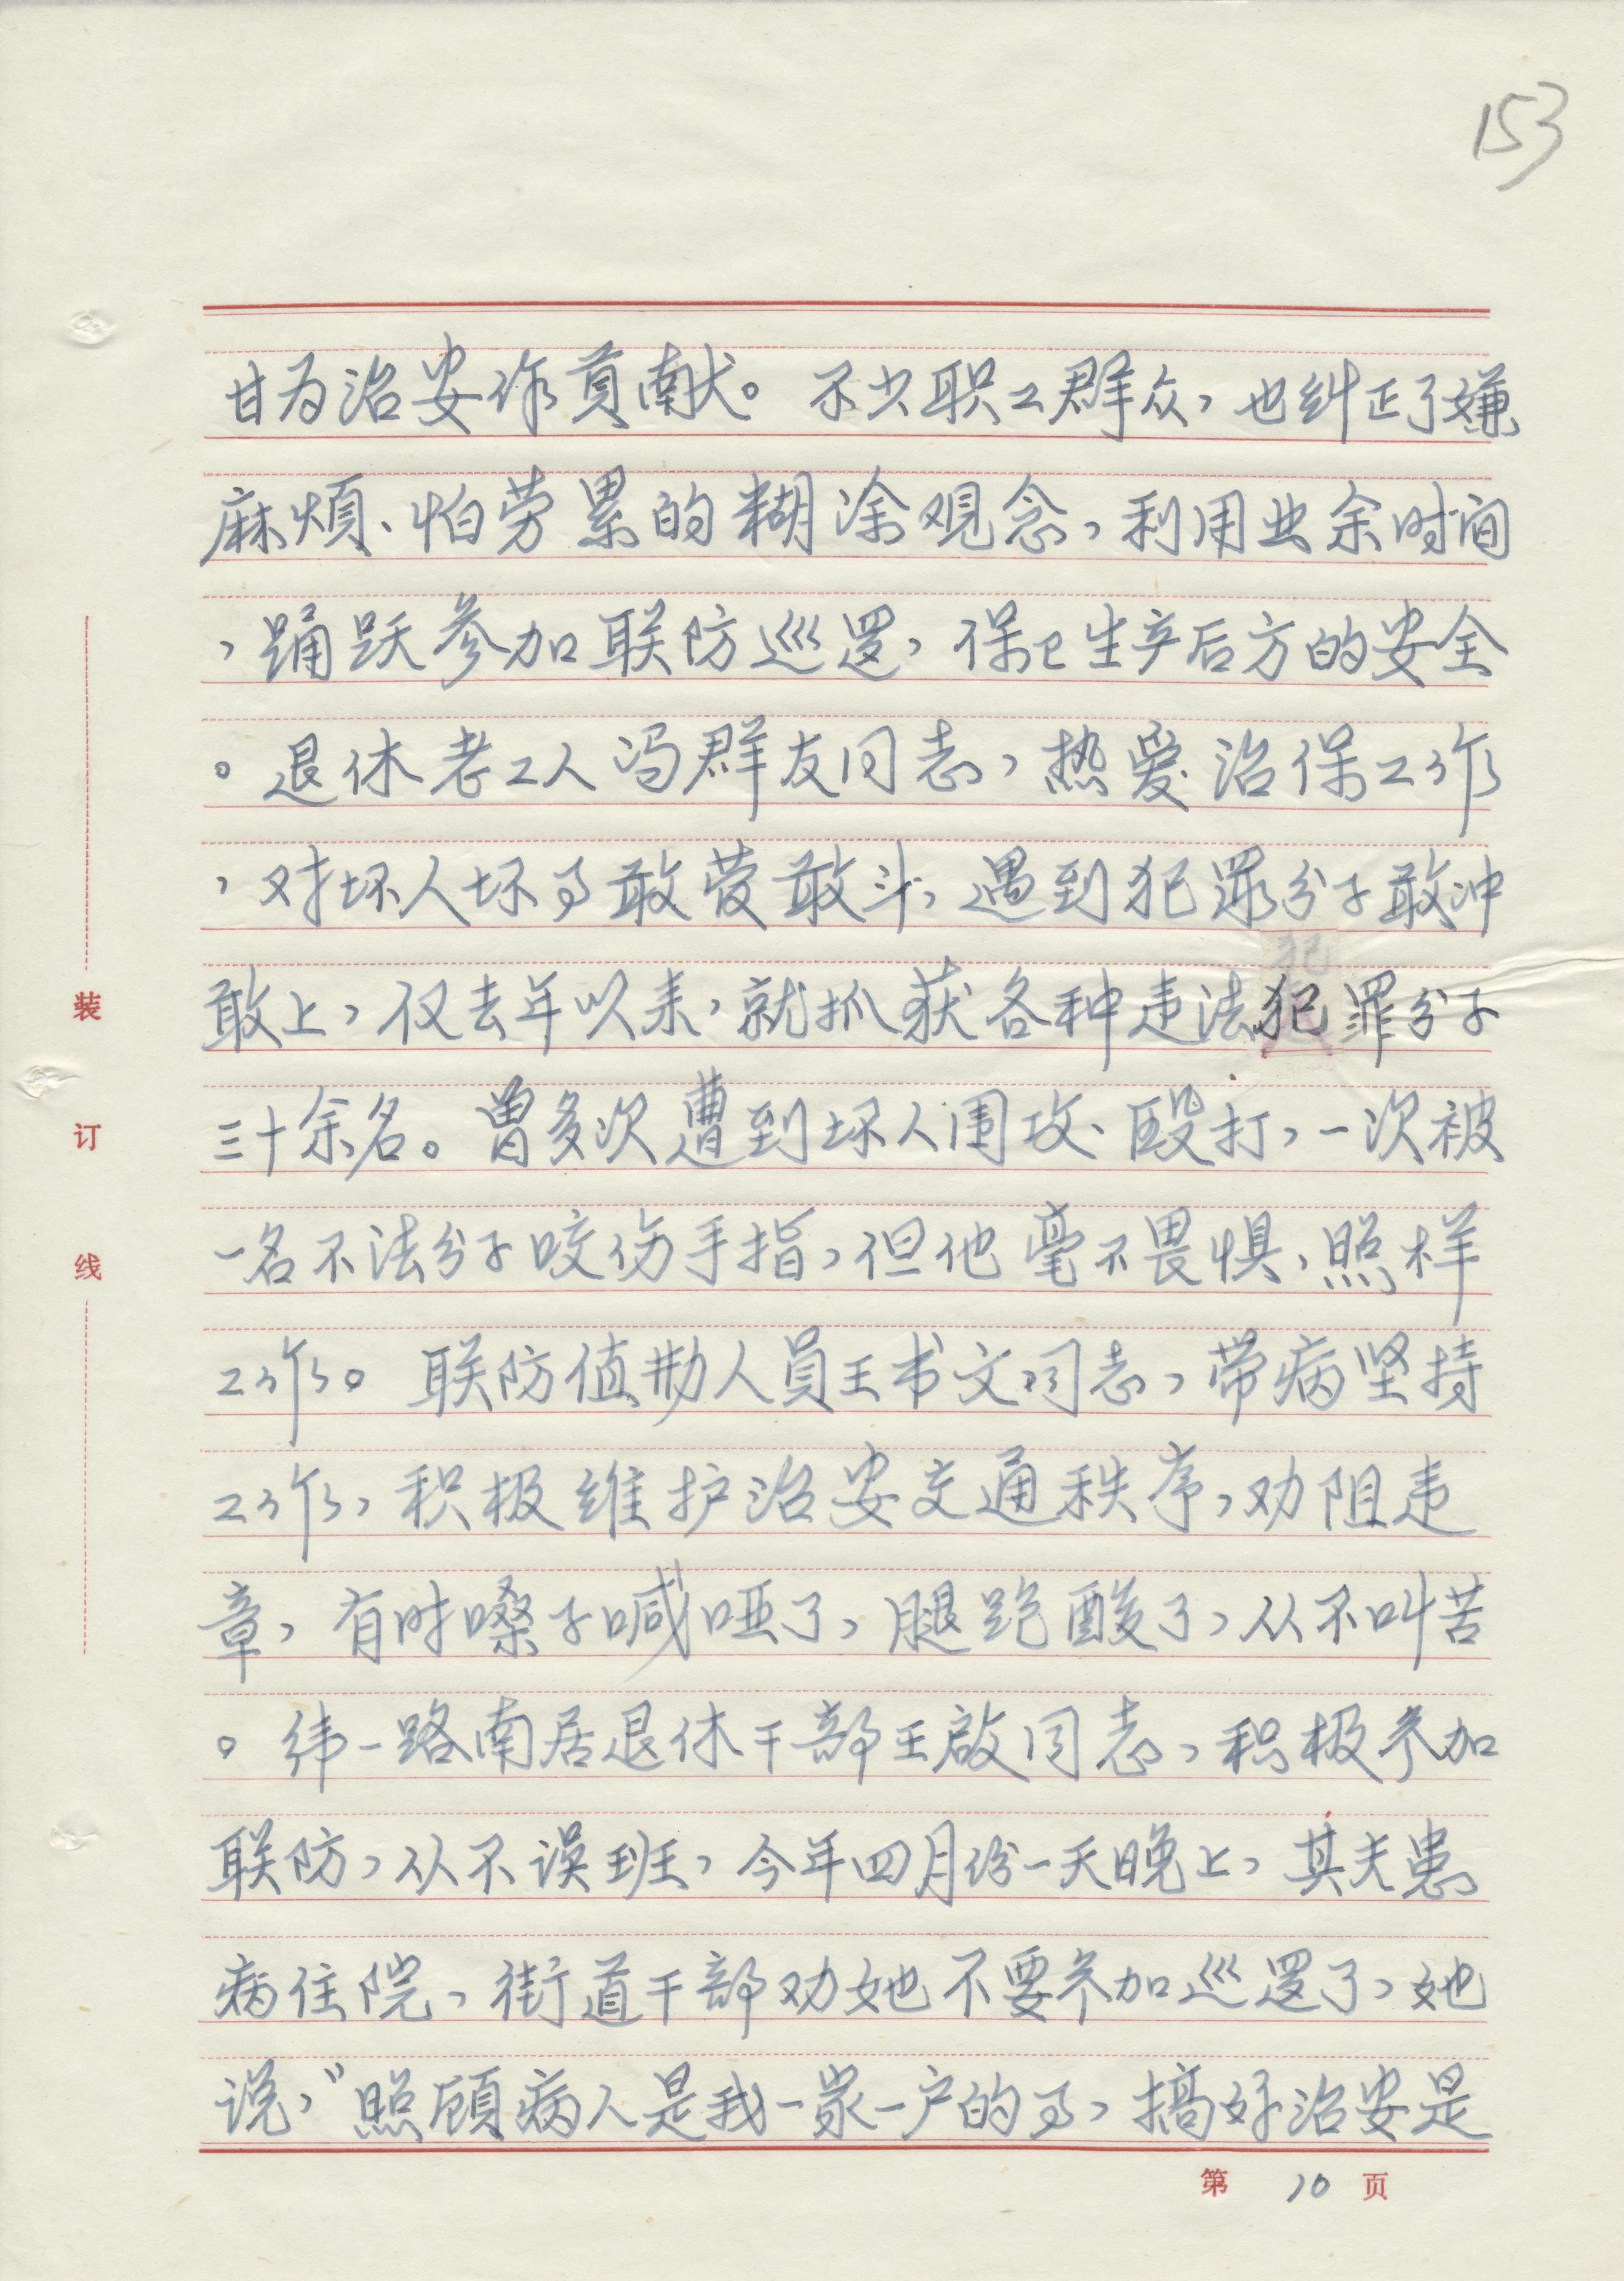 153
甘为治安作贡献。不少职工群众，也纠正了嫌
麻烦、怕劳累的糊涂观念，利用业余时间
，踊跃参加联防巡逻，保卫生产后方的安全
。退休老工人冯群友同志，热爱治保工作
，对坏人坏事敢管敢斗，遇到犯罪分子敢冲
敢上，仅去年以来，就抓获各种违法犯罪分子
三十余名。曾多次遭到坏人围攻、殴打，一次被
一名不法分子咬伤手指，但他毫不畏惧，照样
工作。联防值勤人员王书文同志，带病坚持
工作，积极维护治安交通秩序，劝阻违
章，有时嗓子喊哑了，腿跑酸了，从不叫苦
。纬一路南居退休干部王啟同志，积极参加
联防，从不误班，今年四月份一天晚上，其夫患
病住院，街道干部劝她不要参加巡逻了，她
说，"照顾病人是我一家一户的事，搞好治安是
第 10 页
装
订
线